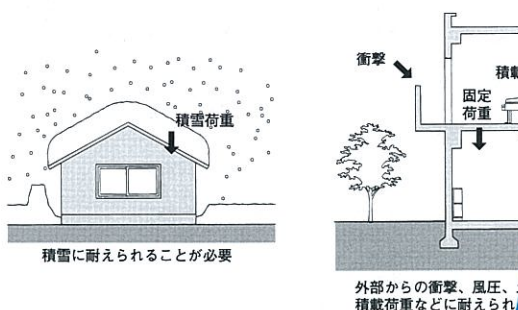 積雪荷重
積雪に耐えられることが必要
衝撃
積載
固定
荷重
外部からの衝撃、風圧、
積載荷重などに耐えられ